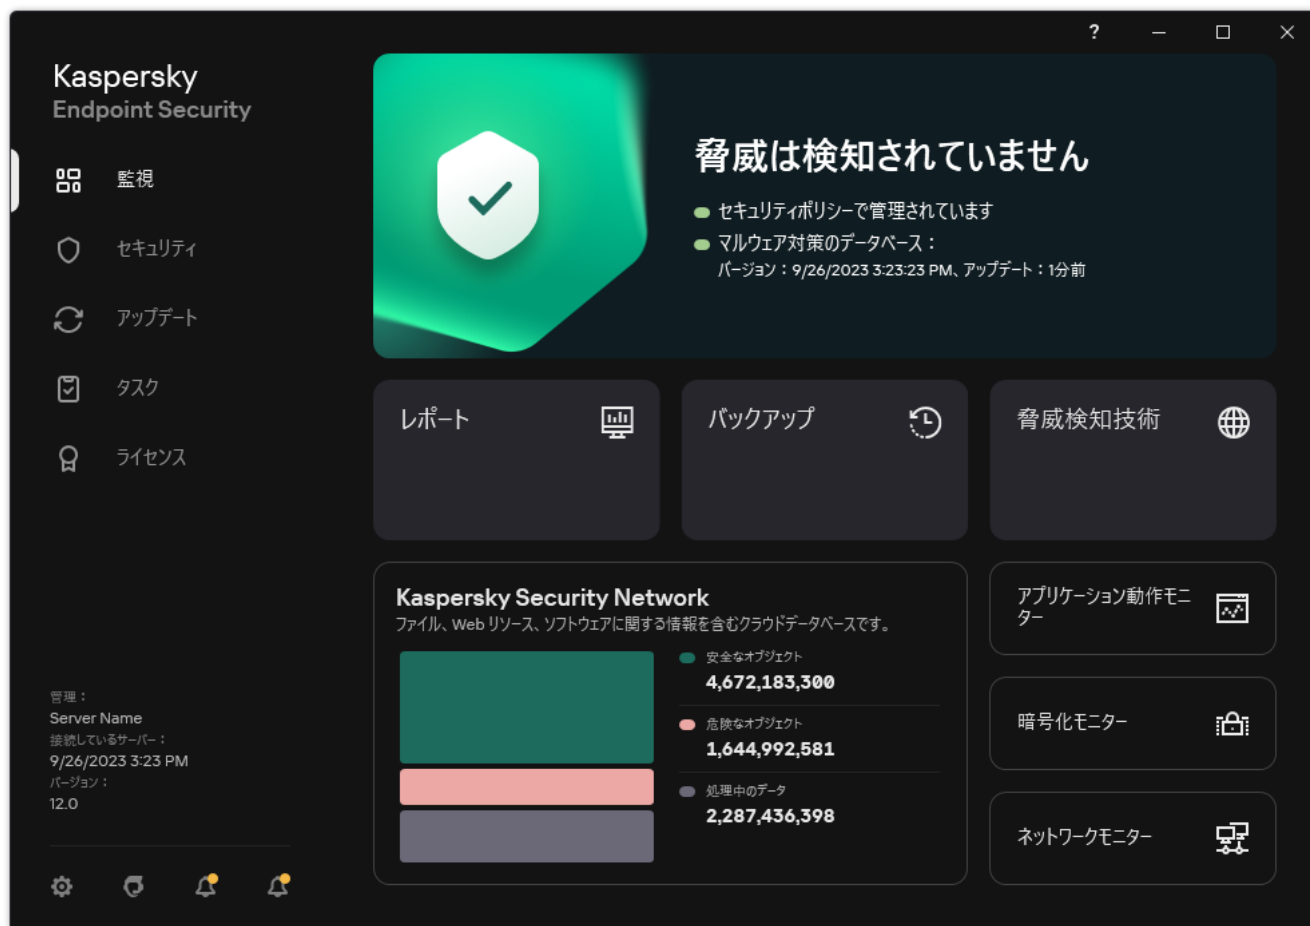 ?
Kaspersky
Endpoint Security
監視
セキュリティ
アップデート
タスク
ライセンス
管理：
Server Name
接続しているサーバー：
9/26/2023 3:23 PM
バージョン：
12.0
脅威は検知されていません
セキュリティポリシーで管理されています
マルウェア対策のデータベース：
バージョン：9/26/2023 3:23:23 PM、アップデート：1分前
レポート
バックアップ
脅威検知技術
Kaspersky Security Network
ファイル、Web リソース、ソフトウェアに関する情報を含むクラウドデータベースです。
安全なオブジェクト
4,672,183,300
危険なオブジェクト
1,644,992,581
処理中のデータ
2,287,436,398
アプリケーション動作モニ
ター
暗号化モニター
ネットワークモニター